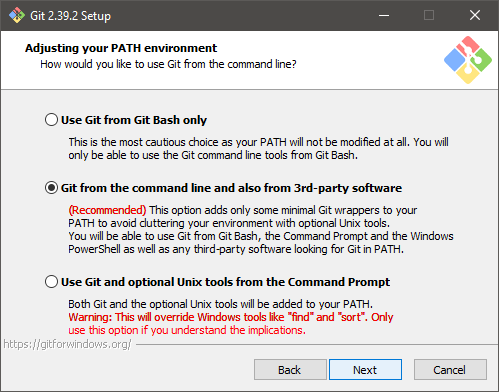 Git 2.39.2 Setup
Adjusting your PATH environment
How would you like to use Git from the command line?
Use Git from Git Bash only
This is the most cautious choice as your PATH will not be modified at all. You will
only be able to use the Git command line tools from Git Bash.
Git from the command line and also from 3rd-party software
(Recommended) This option adds only some minimal Git wrappers to your
PATH to avoid cluttering your environment with optional Unix tools.
You will be able to use Git from Git Bash, the Command Prompt and the Windows
PowerShell as well as any third-party software looking for Git in PATH.
Use Git and optional Unix tools from the Command Prompt
Both Git and the optional Unix tools will be added to your PATH.
Warning: This will override Windows tools like "find" and "sort". Only
use this option if you understand the implications.
https://gitforwindows.org/
Back
Next
Cancel